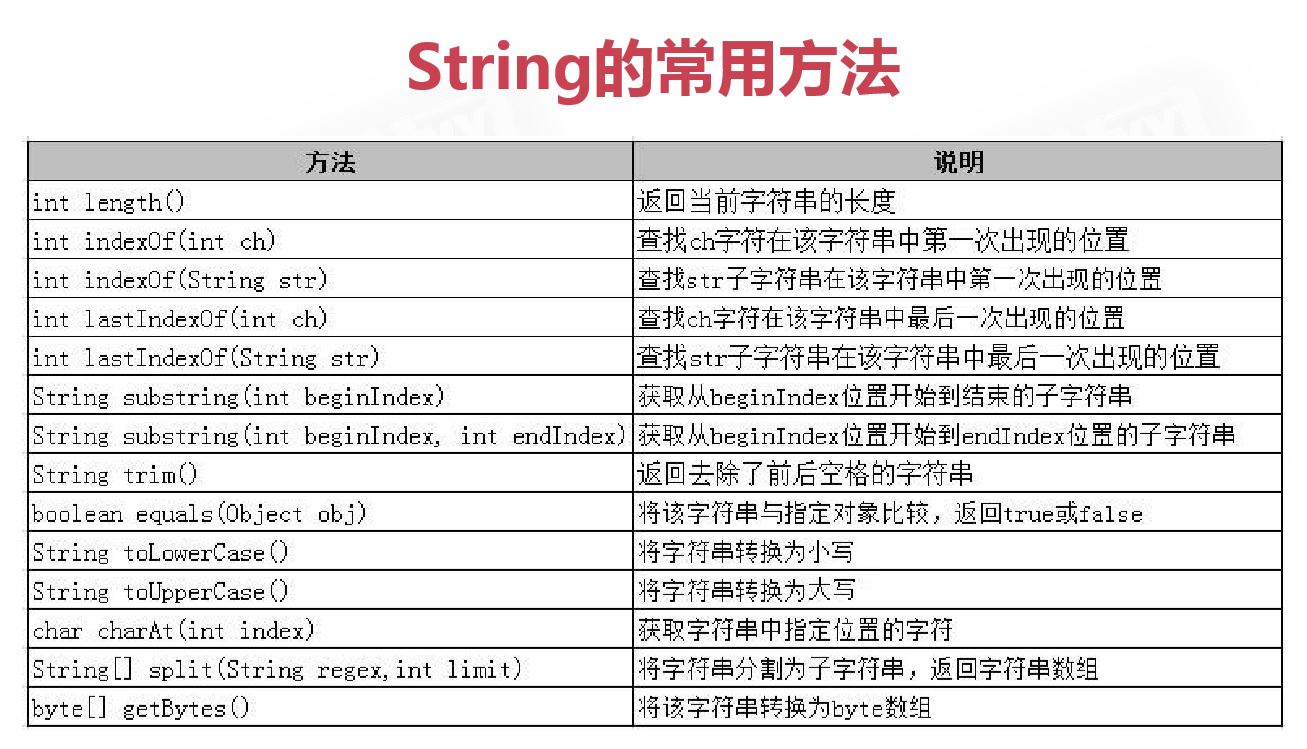 String的常用方法
方法 说明
int length() 返回当前字符串的长度
int indexOf(int ch) 查找ch字符在该字符串中第一次出现的位置
int indexOf(String str) 查找str子字符串在该字符串中第一次出现的位置
int lastIndexOf(int ch) 查找ch字符在该字符串中最后一次出现的位置
int lastIndexOf(String str) 查找str子字符串在该字符串中最后一次出现的位置
String substring(int beginIndex) 获取从beginIndex位置开始到结束的子字符串
String substring(int beginIndex, int endIndex) 获取从beginIndex位置开始到endIndex位置的子字符串
String trim() 返回去除了前后空格的字符串
boolean equals(Object obj) 将该字符串与指定对象比较，返回true或false
String toLowerCase() 将字符串转换为小写
String toUpperCase() 将字符串转换为大写
char charAt(int index) 获取字符串中指定位置的字符
String[] split(String regex,int limit) 将字符串分割为子字符串，返回字符串数组
byte[] getBytes() 将该字符串转换为byte数组